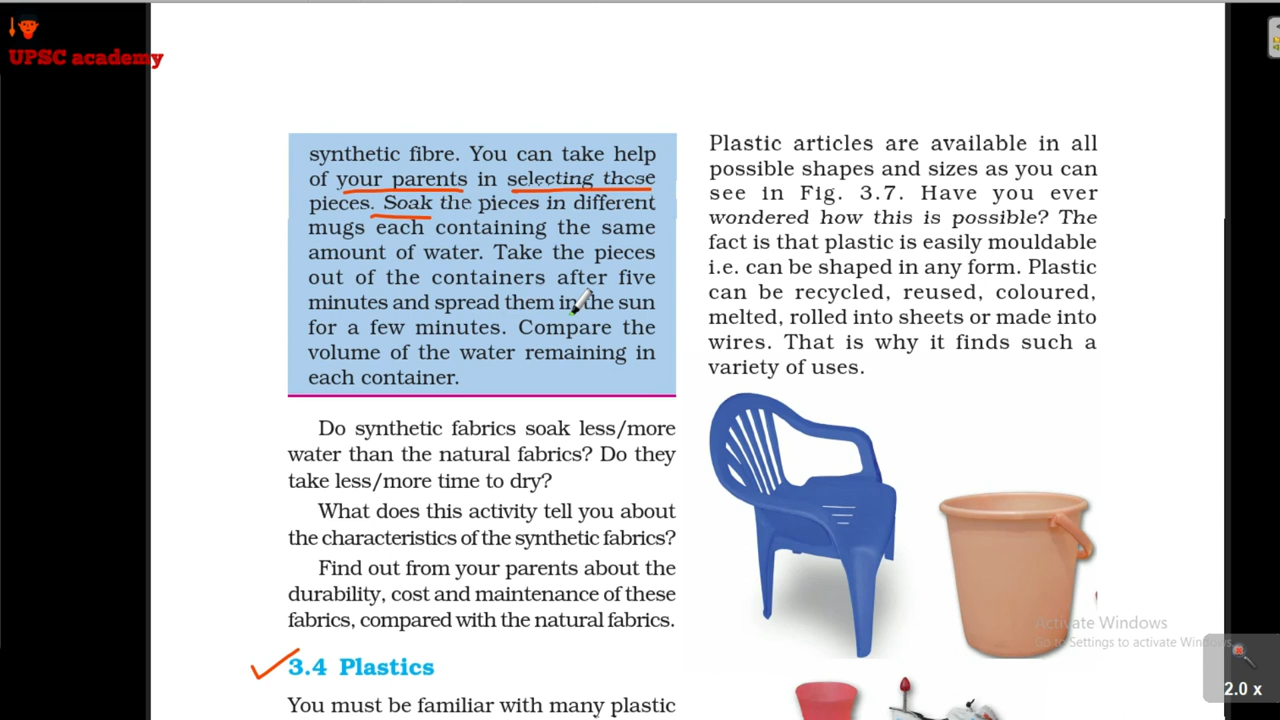 UPSC academy
synthetic fibre. You can take help
of your parents in selecting these
pieces. Soak the pieces in different
mugs each containing the same
amount of water. Take the pieces
out of the containers after five
minutes and spread them in the sun
for a few minutes. Compare the
volume of the water remaining in
each container.
Do synthetic fabrics soak less/more
water than the natural fabrics? Do they
take less/more time to dry?
What does this activity tell you about
the characteristics of the synthetic fabrics?
Find out from your parents about the
durability, cost and maintenance of these
fabrics, compared with the natural fabrics.
3.4 Plastics
You must be familiar with many plastic
Plastic articles are available in all
possible shapes and sizes as you can
see in Fig. 3.7. Have you ever
wondered how this is possible? The
fact is that plastic is easily mouldable
i.e. can be shaped in any form. Plastic
can be recycled, reused, coloured,
melted, rolled into sheets or made into
wires. That is why it finds such a
variety of uses.
Activate Windows
Go to Settings to activate Windows.
2.0 x